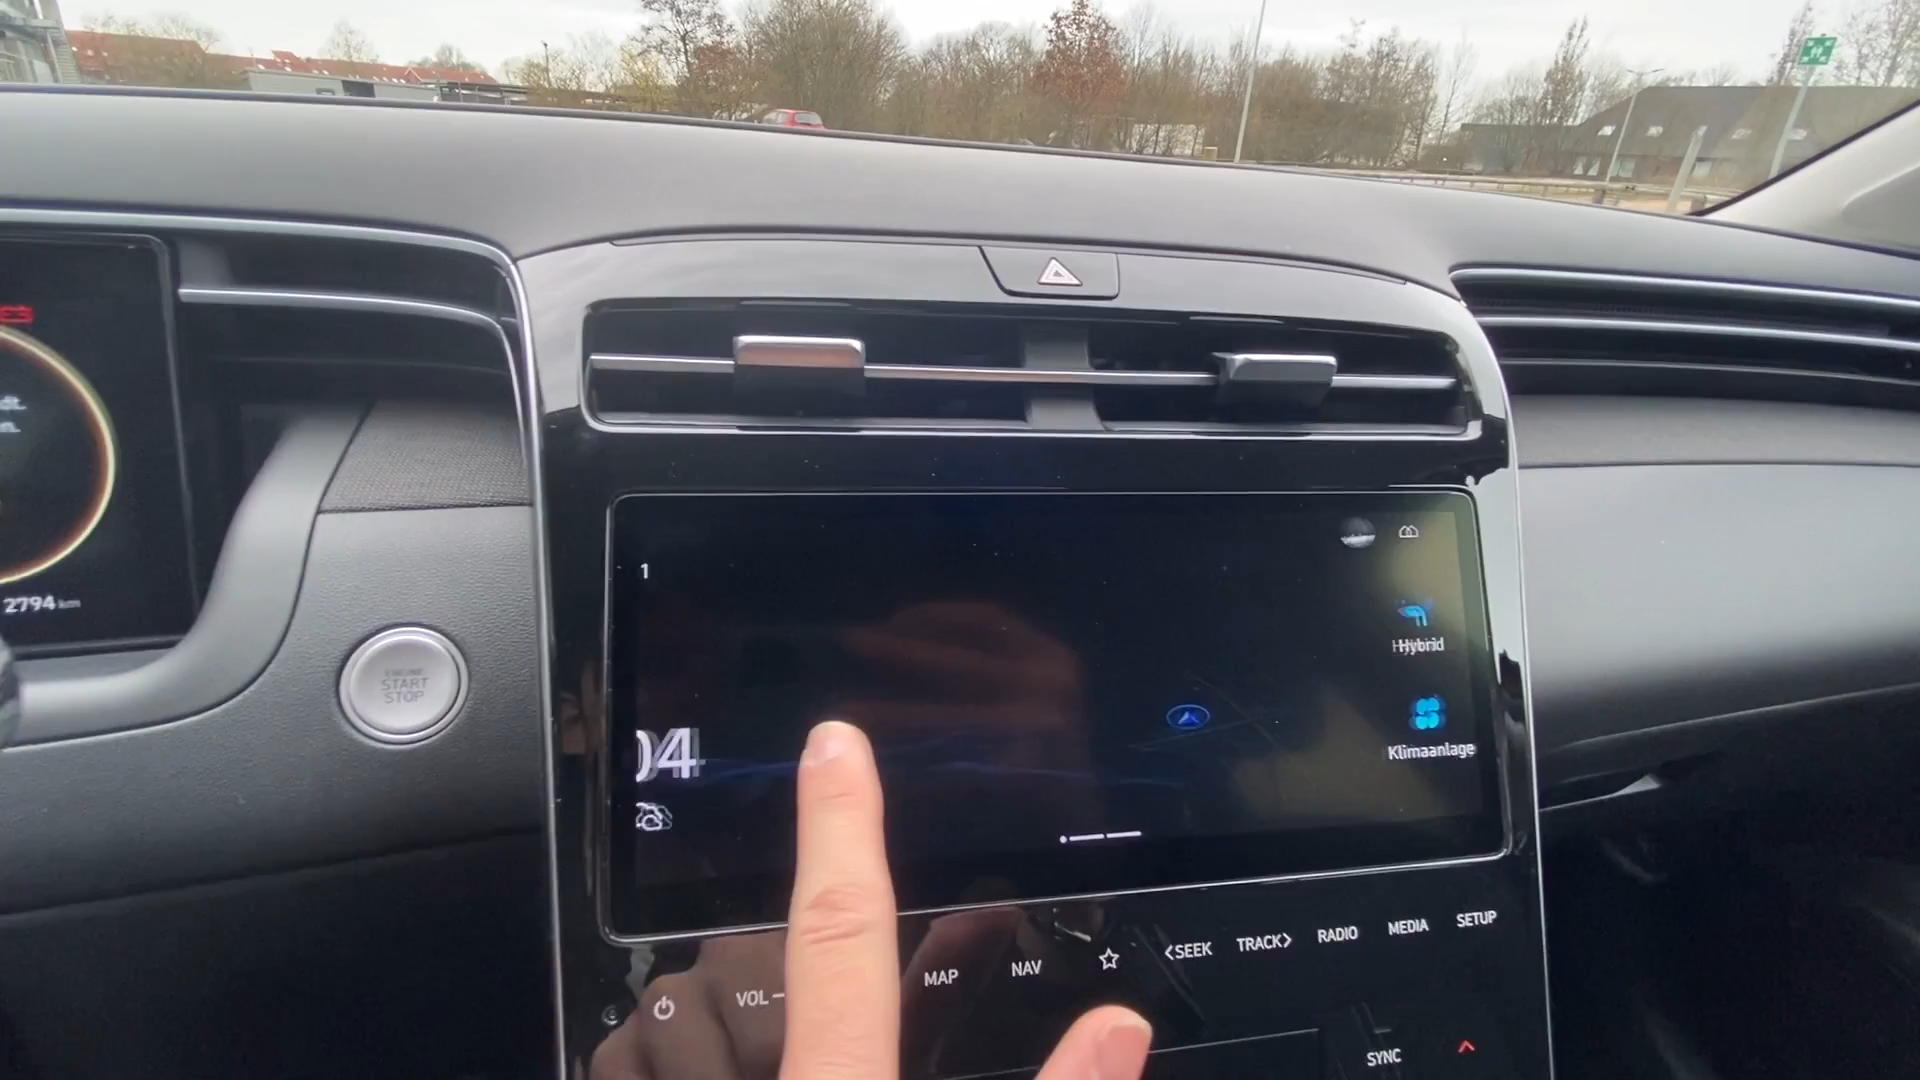 2794 km
ENGINE
START
STOP
1
04
Hybrid
Klimaanlage
VOL –
MAP
NAV
<SEEK
TRACK>
RADIO
MEDIA
SETUP
SYNC